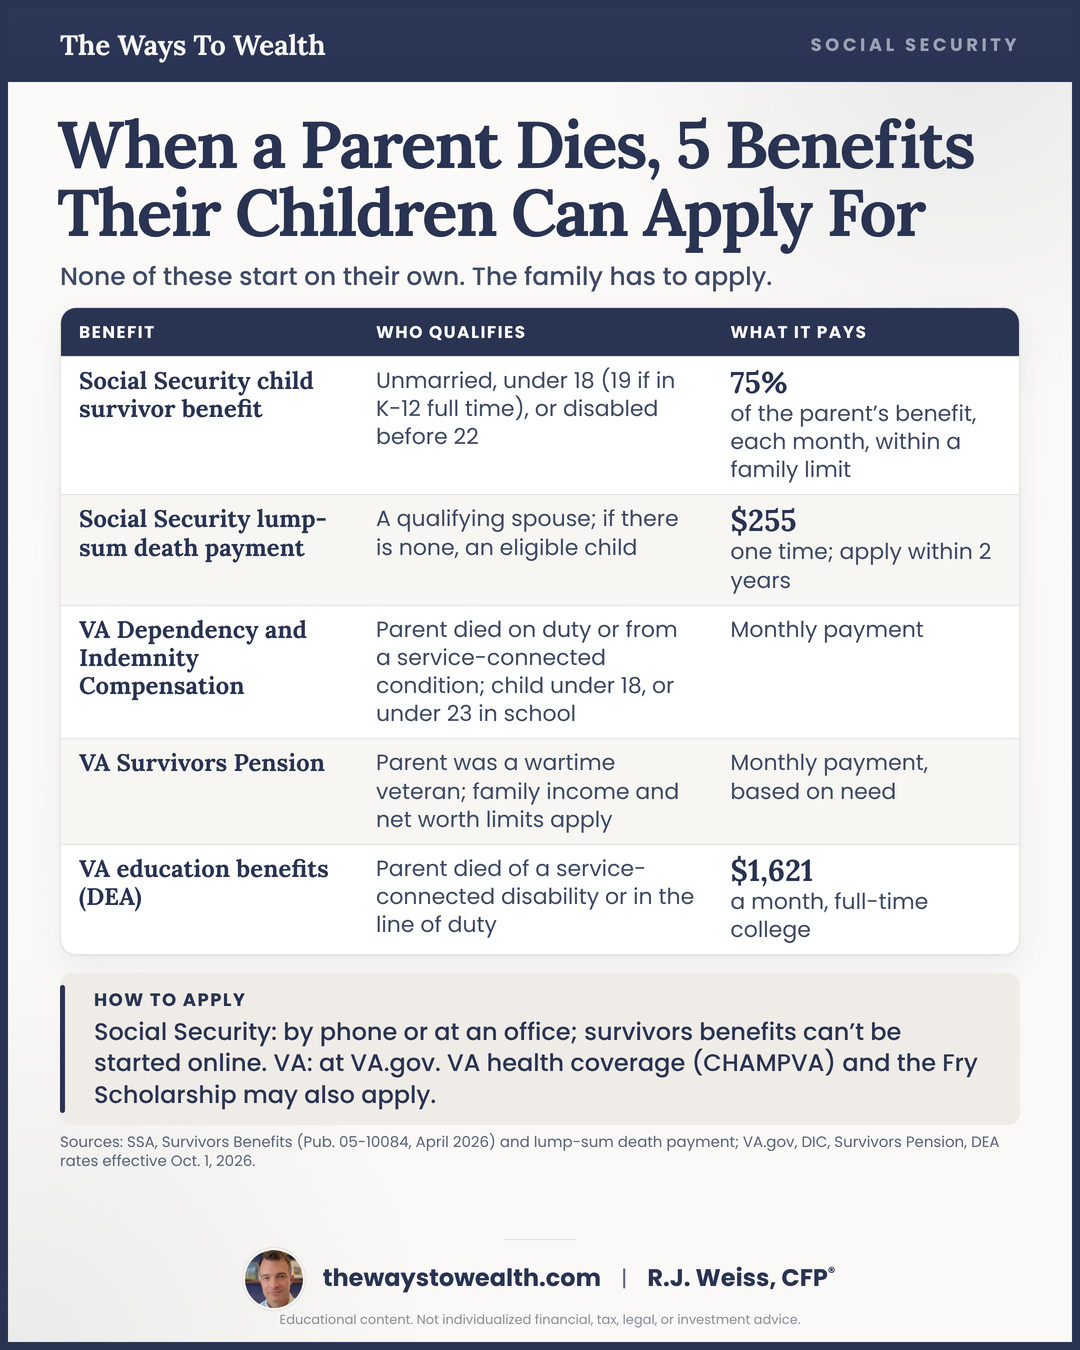 The Ways To Wealth
SOCIAL SECURITY
When a Parent Dies, 5 Benefits
Their Children Can Apply For
None of these start on their own. The family has to apply.
BENEFIT
WHO QUALIFIES
WHAT IT PAYS
Social Security child
survivor benefit
Unmarried, under 18 (19 if in
K-12 full time), or disabled
before 22
75%
of the parent’s benefit,
each month, within a
family limit
Social Security lump-
sum death payment
A qualifying spouse; if there
is none, an eligible child
$255
one time; apply within 2
years
VA Dependency and
Indemnity
Compensation
Parent died on duty or from
a service-connected
condition; child under 18, or
under 23 in school
Monthly payment
VA Survivors Pension
Parent was a wartime
veteran; family income and
net worth limits apply
Monthly payment,
based on need
VA education benefits
(DEA)
Parent died of a service-
connected disability or in the
line of duty
$1,621
a month, full-time
college
HOW TO APPLY
Social Security: by phone or at an office; survivors benefits can’t be
started online. VA: at VA.gov. VA health coverage (CHAMPVA) and the Fry
Scholarship may also apply.
Sources: SSA, Survivors Benefits (Pub. 05-10084, April 2026) and lump-sum death payment; VA.gov, DIC, Survivors Pension, DEA
rates effective Oct. 1, 2026.
thewaystowealth.com | R.J. Weiss, CFP®
Educational content. Not individualized financial, tax, legal, or investment advice.